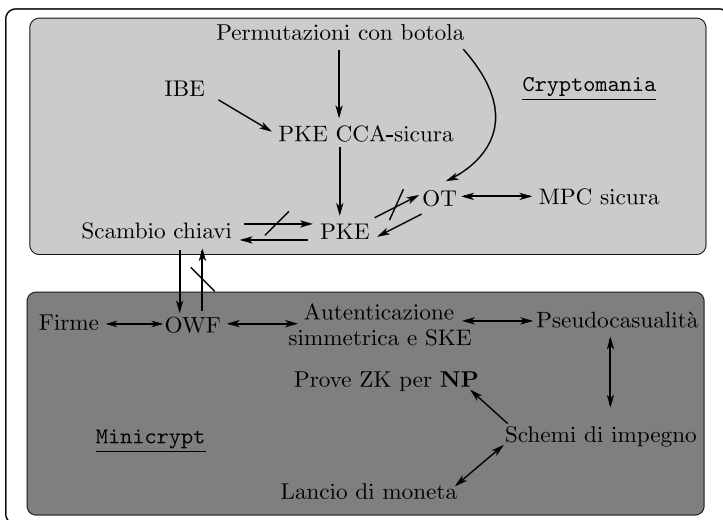 Permutazioni con botola
IBE
Cryptomania
PKE CCA-sicura
OT
MPC sicura
Scambio chiavi
PKE
Firme
OWF
Autenticazione
simmetrica e SKE
Pseudocasualità
Prove ZK per NP
Minicrypt
Schemi di impegno
Lancio di moneta